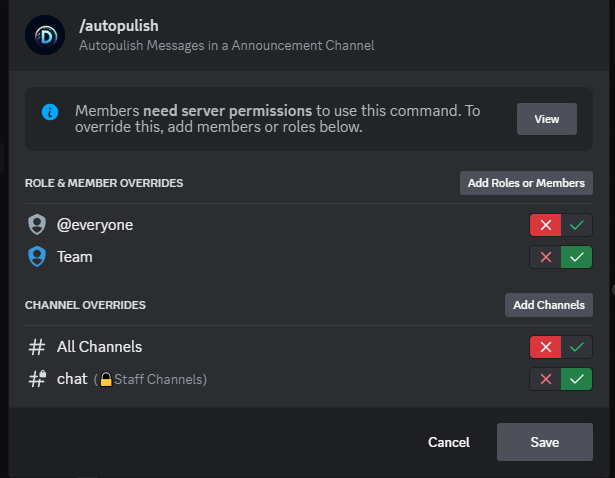 /autopulish
Autopulish Messages in a Announcement Channel
Members need server permissions to use this command. To
override this, add members or roles below.
View
ROLE & MEMBER OVERRIDES
Add Roles or Members
@everyone
Team
CHANNEL OVERRIDES
Add Channels
All Channels
chat (🔒Staff Channels)
Cancel
Save